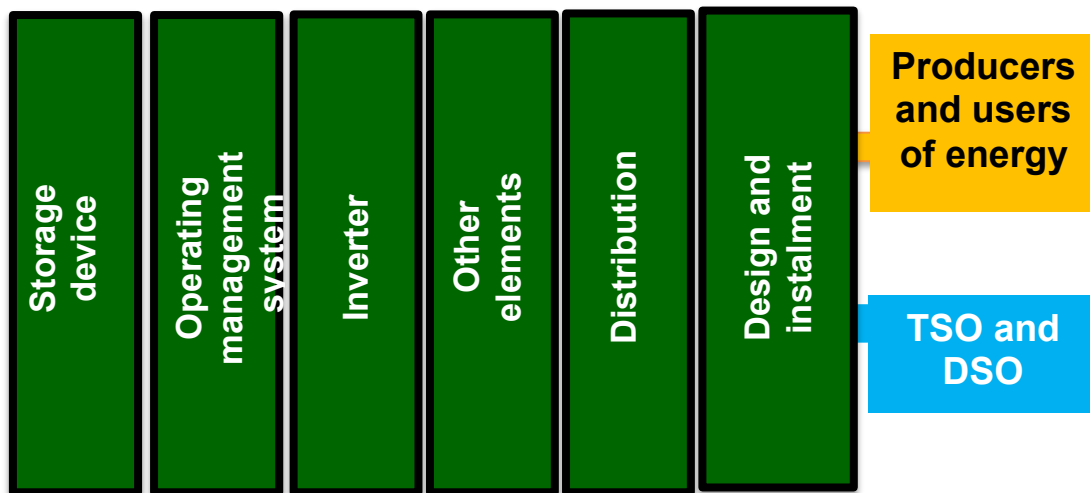 Storage
device
Operating
management
system
Inverter
Other
elements
Distribution
Design and
instalment
Producers
and users
of energy
TSO and
DSO